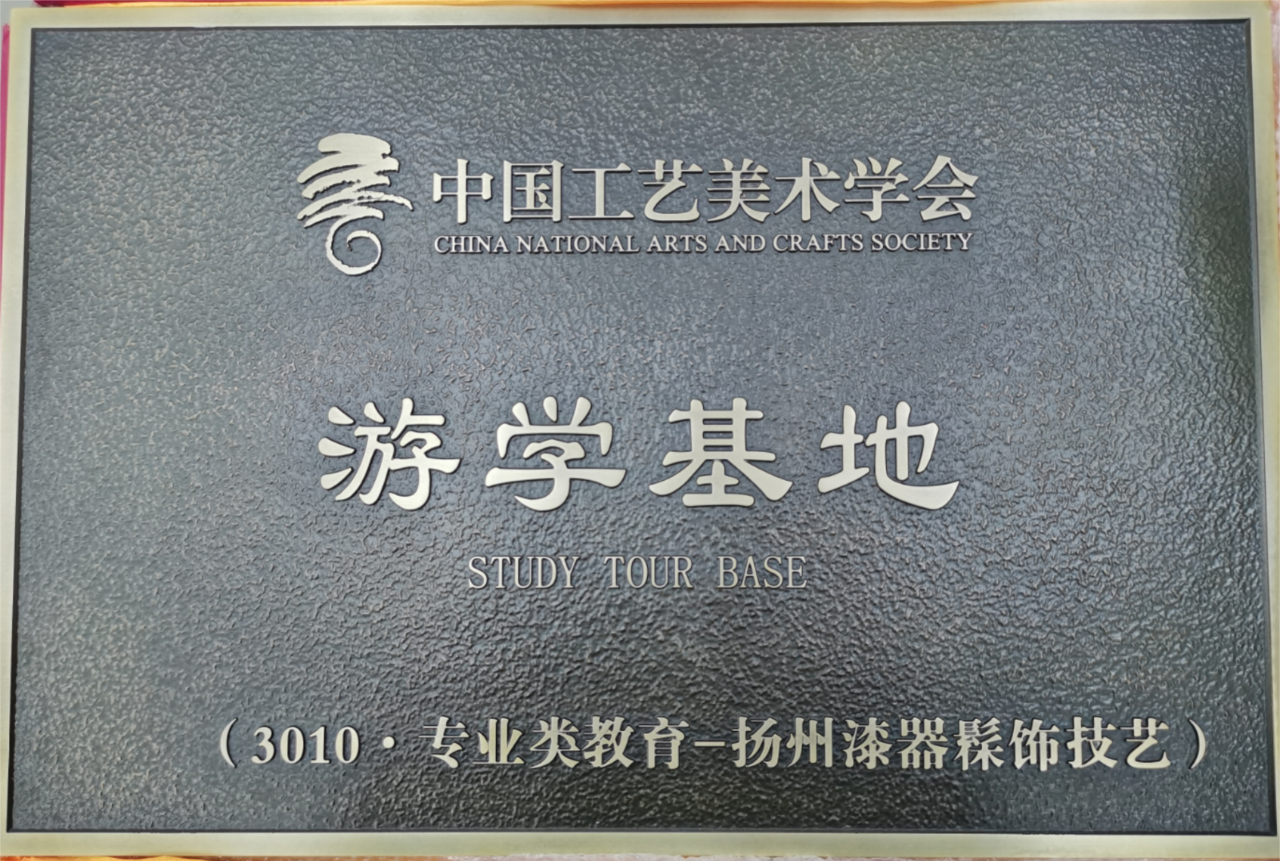 中国工艺美术学会
CHINA NATIONAL ARTS AND CRAFTS SOCIETY
游学基地
STUDY TOUR BASE
（3010·专业类教育-扬州漆器髹饰技艺）